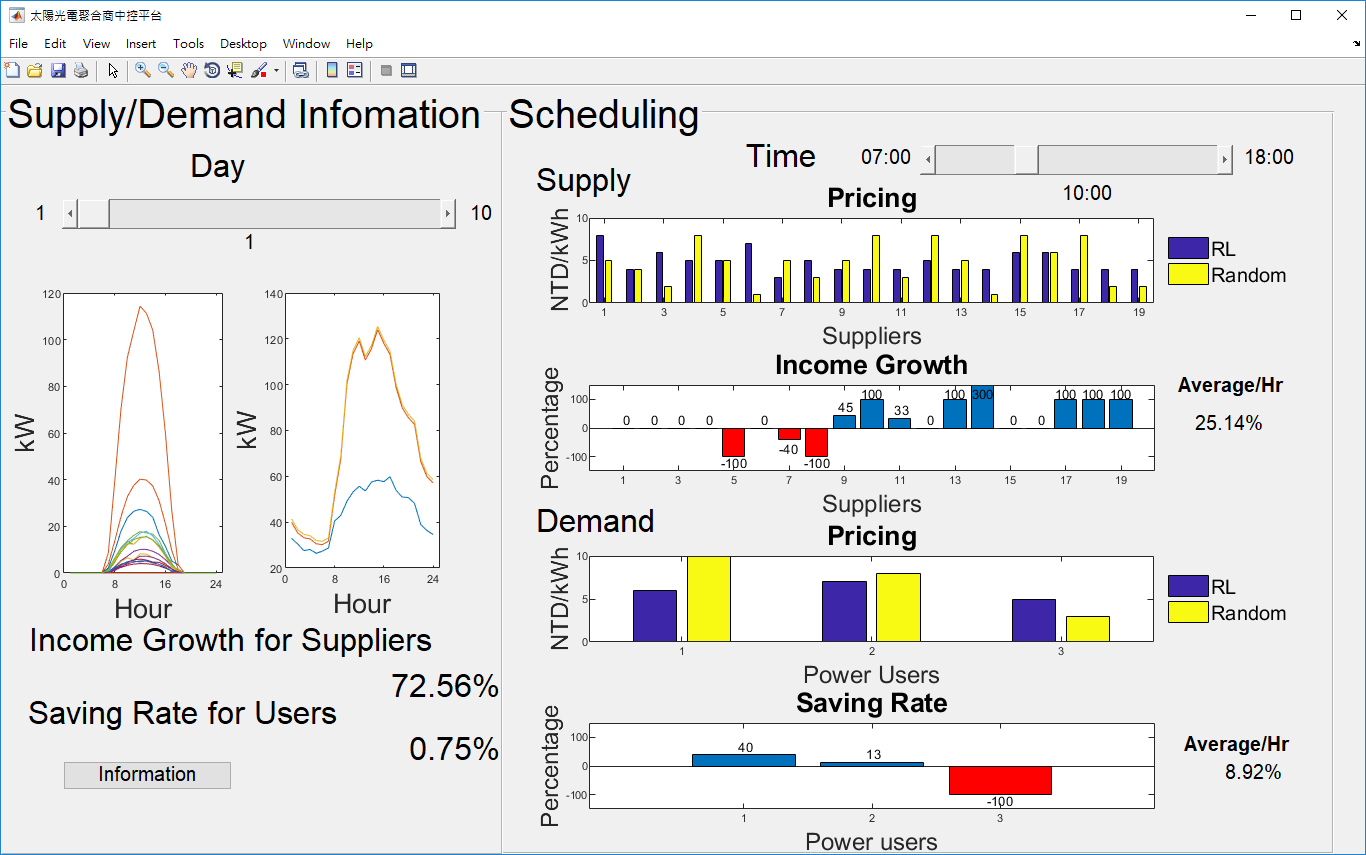 太陽光電聚合商中控平台
File Edit View Insert Tools Desktop Window Help
Supply/Demand Infomation
Day
1 10
1
120
100
80
60
40
20
0
kW
0 8 16 24
Hour
140
120
100
80
60
40
20
kW
0 8 16 24
Hour
Income Growth for Suppliers
72.56%
Saving Rate for Users
0.75%
Information
Scheduling
Time 07:00 18:00
10:00
Supply
Pricing
NTD/kWh
10
5
0
1 3 5 7 9 11 13 15 17 19
Suppliers
RL
Random
Income Growth
Percentage
100
0
-100
0 0 0 0 -100 0 -40 -100 45 100 33 0 100 300 0 0 100 100 100
1 3 5 7 9 11 13 15 17 19
Suppliers
Average/Hr
25.14%
Demand
Pricing
NTD/kWh
10
5
0
1 2 3
Power Users
RL
Random
Saving Rate
Percentage
100
0
-100
40 13 -100
1 2 3
Power users
Average/Hr
8.92%